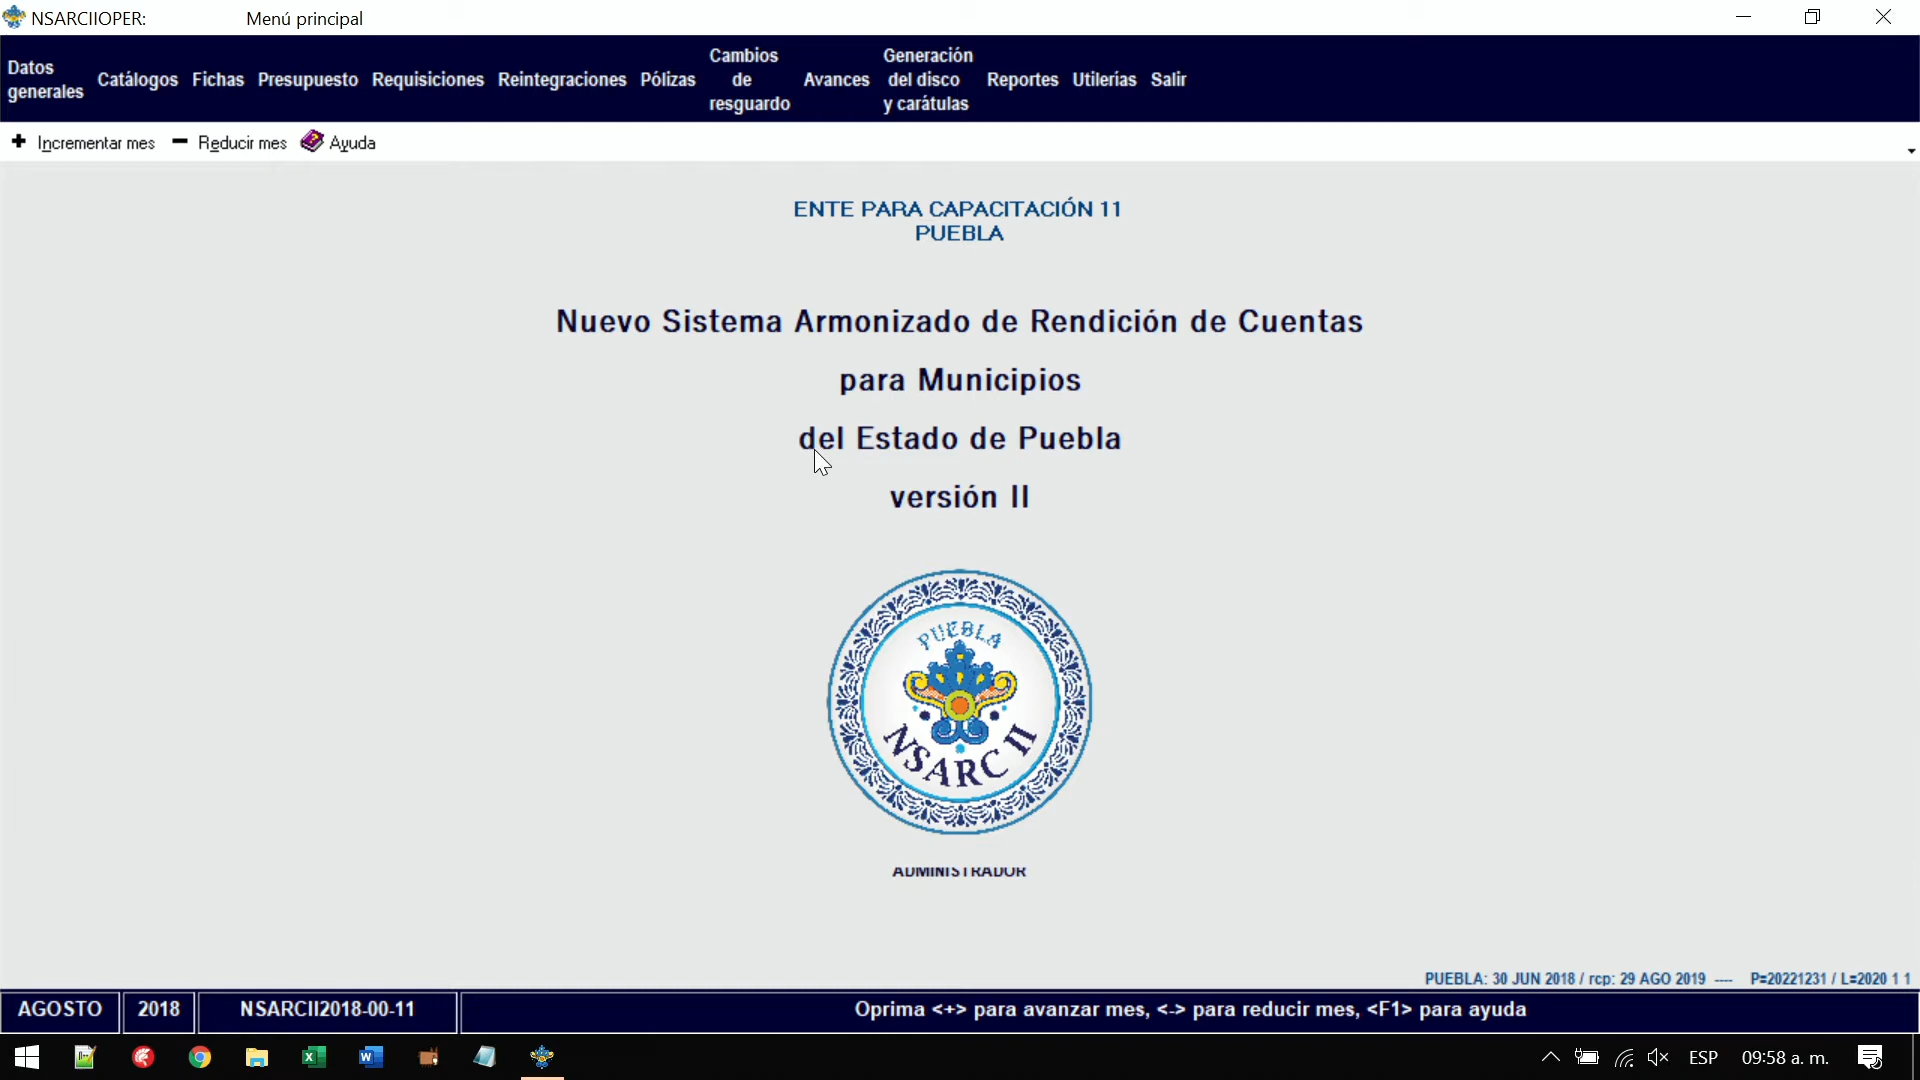 NSARCIIOPER: Menú principal
Datos generales Catálogos Fichas Presupuesto Requisiciones Reintegraciones Pólizas Cambios de resguardo Avances Generación del disco y carátulas Reportes Utilerias Salir
Incrementar mes Reducir mes Ayuda
ENTE PARA CAPACITACIÓN 11
PUEBLA
Nuevo Sistema Armonizado de Rendición de Cuentas
para Municipios
del Estado de Puebla
versión II
PUEBLA
NSARC II
ADMINISTRADOR
PUEBLA: 30 JUN 2018 / rcp: 29 AGO 2019 ---- P=20221231 / L=2020 1 1
AGOSTO 2018 NSARCII2018-00-11 Oprima <+> para avanzar mes, <-> para reducir mes, <F1> para ayuda
ESP 09:58 a. m.